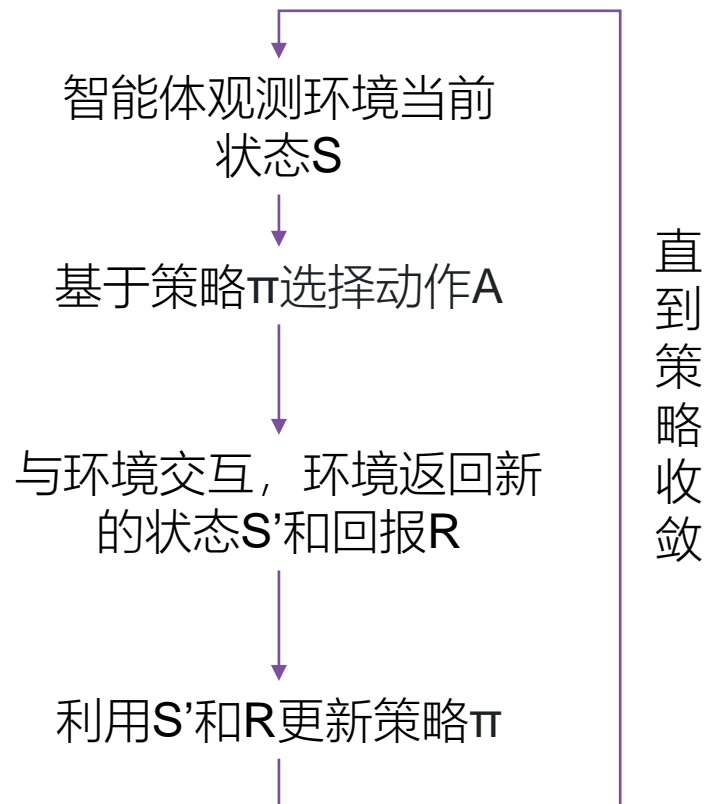 智能体观测环境当前
状态S
基于策略π选择动作A
与环境交互，环境返回新
的状态S’和回报R
利用S’和R更新策略π
直到策略收敛